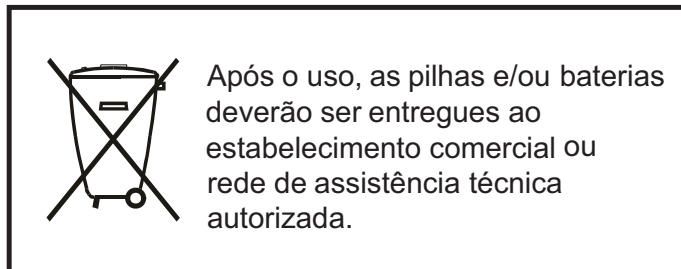 Após o uso, as pilhas e/ou baterias
deverão ser entregues ao
estabelecimento comercial ou
rede de assistência técnica
autorizada.